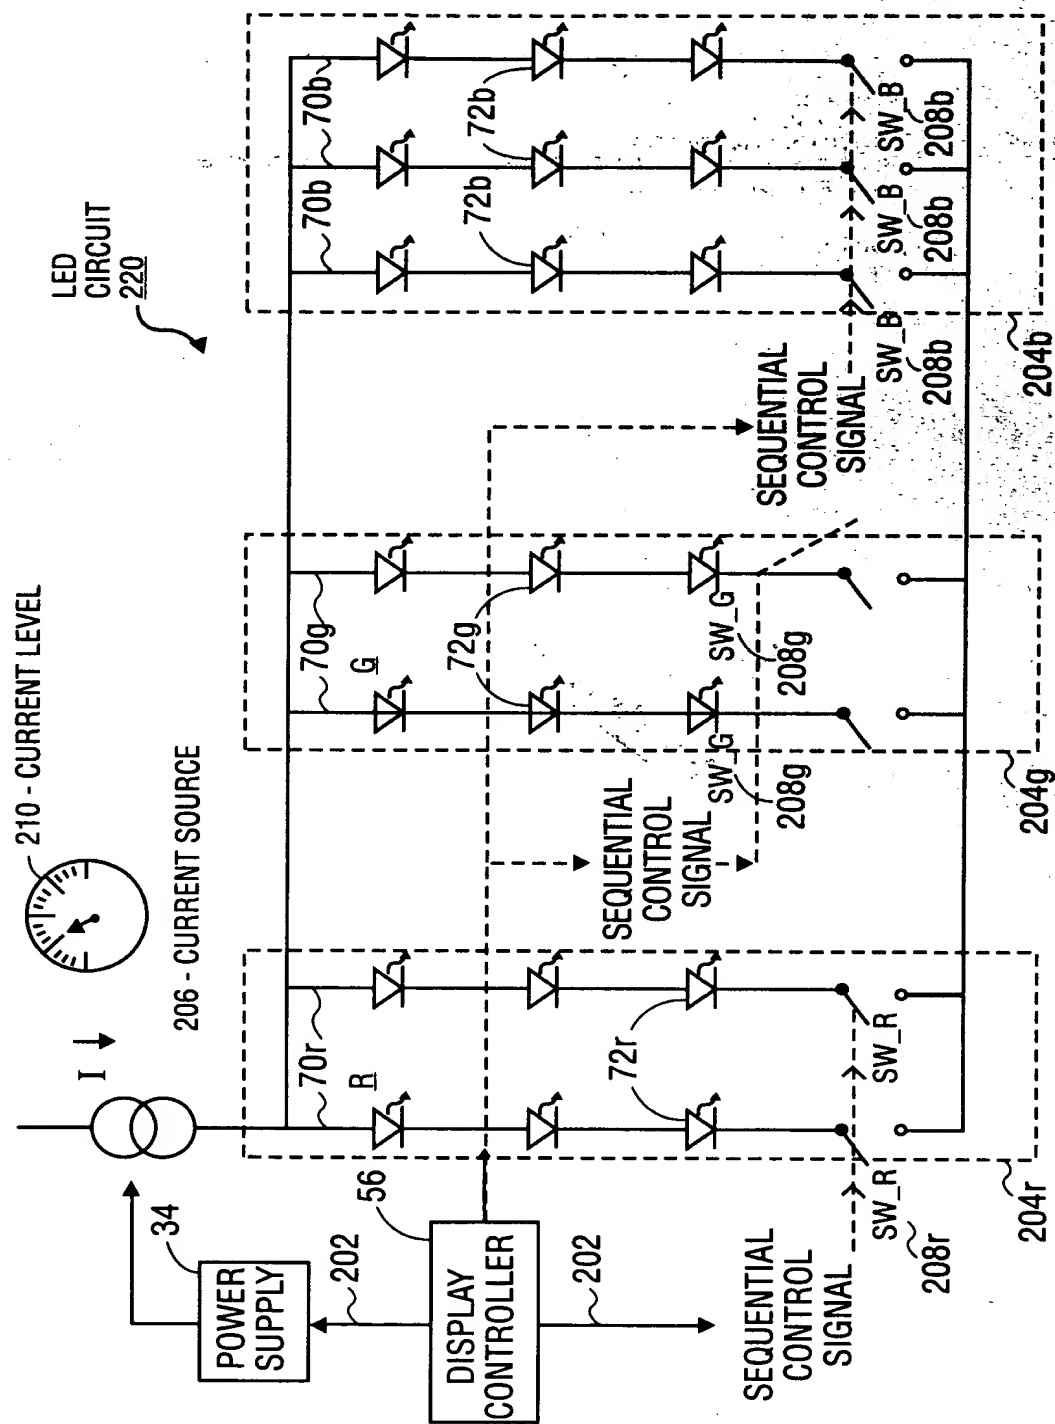 LED
CIRCUIT
220
210 - CURRENT LEVEL
206 - CURRENT SOURCE
I
34
POWER
SUPPLY
202
56
DISPLAY
CONTROLLER
202
SEQUENTIAL
CONTROL
SIGNAL
70r
70r
R
72r
SW_R
SW_R
208r
204r
SEQUENTIAL
CONTROL
SIGNAL
70g
G
72g
SW_G
SW_G
208g
208g
204g
SEQUENTIAL
CONTROL
SIGNAL
70b
70b
72b
72b
SW_B
SW_B
SW_B
208b
208b
208b
204b